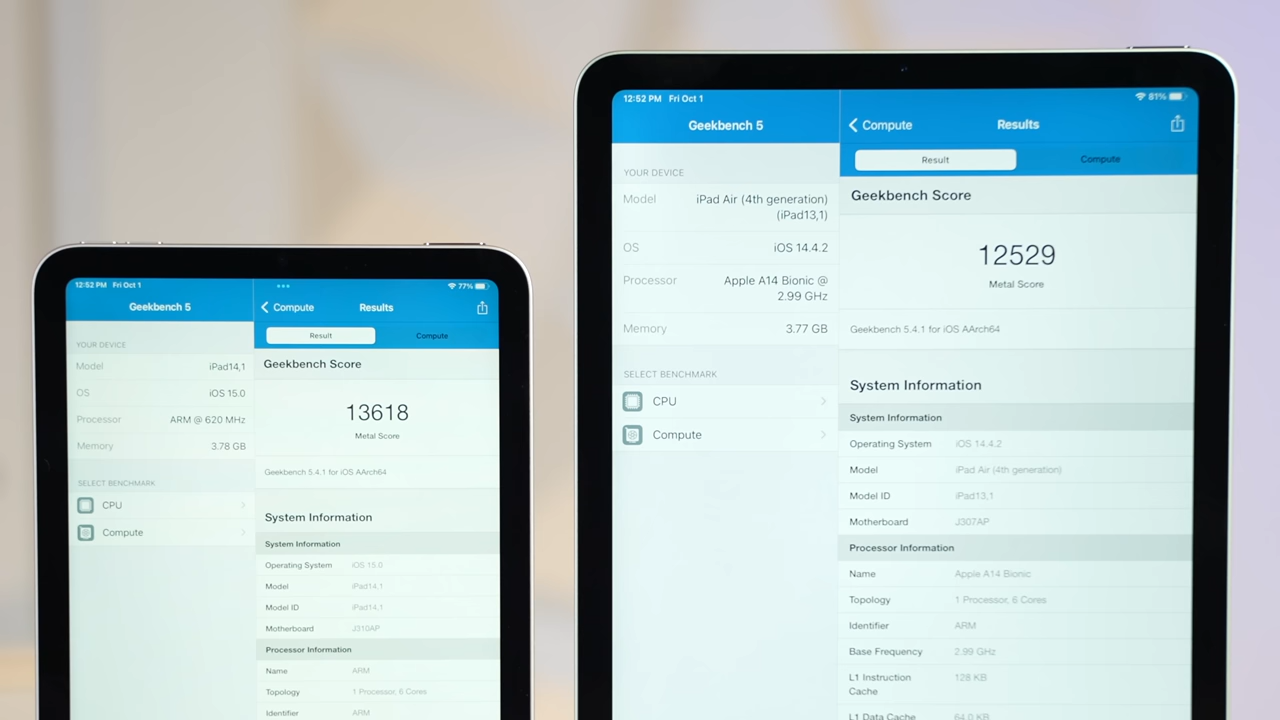 12:52 PM Fri Oct 1
77%
Geekbench 5
Compute
Results
Result
Compute
YOUR DEVICE
Model iPad14,1
OS iOS 15.0
Processor ARM @ 620 MHz
Memory 3.78 GB
SELECT BENCHMARK
CPU
Compute
Geekbench Score
13618
Metal Score
Geekbench 5.4.1 for iOS AArch64
System Information
System Information
Operating System iOS 15.0
Model iPad14,1
Model ID iPad14,1
Motherboard J310AP
Processor Information
Name ARM
Topology 1 Processor, 6 Cores
Identifier ARM
12:52 PM Fri Oct 1
81%
Geekbench 5
Compute
Results
Result
Compute
YOUR DEVICE
Model iPad Air (4th generation)
(iPad13,1)
OS iOS 14.4.2
Processor Apple A14 Bionic @
2.99 GHz
Memory 3.77 GB
SELECT BENCHMARK
CPU
Compute
Geekbench Score
12529
Metal Score
Geekbench 5.4.1 for iOS AArch64
System Information
System Information
Operating System iOS 14.4.2
Model iPad Air (4th generation)
Model ID iPad13,1
Motherboard J307AP
Processor Information
Name Apple A14 Bionic
Topology 1 Processor, 6 Cores
Identifier ARM
Base Frequency 2.99 GHz
L1 Instruction 128 KB
Cache
L1 Data Cache 64.0 KB